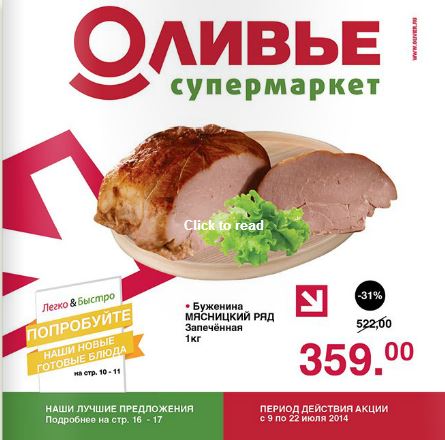 ОЛИВЬЕ
супермаркет
WWW.OLIVIER.RU
Click to read
Легко & Быстро
ПОПРОБУЙТЕ
НАШИ НОВЫЕ
ГОТОВЫЕ БЛЮДА
на стр. 10 - 11
• Буженина
МЯСНИЦКИЙ РЯД
Запечённая
1кг
-31%
522,00
359.00
НАШИ ЛУЧШИЕ ПРЕДЛОЖЕНИЯ
Подробнее на стр. 16 - 17
ПЕРИОД ДЕЙСТВИЯ АКЦИИ
с 9 по 22 июля 2014